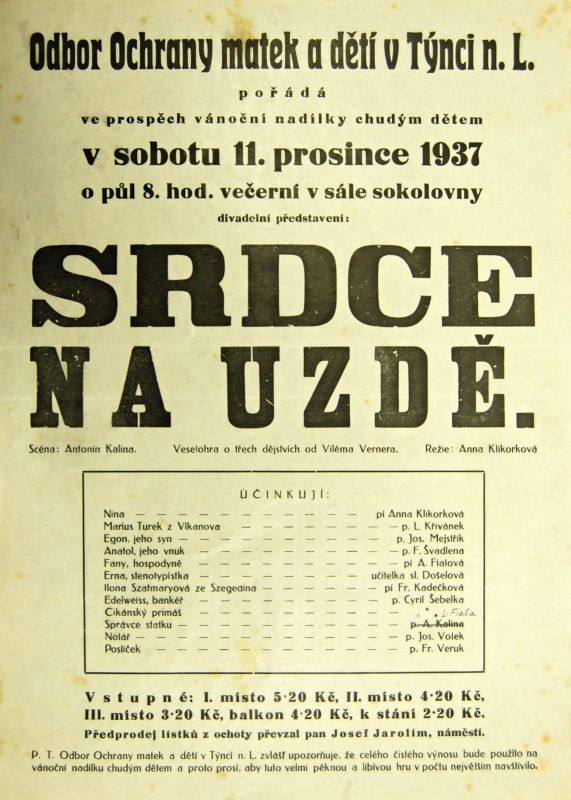 Odbor Ochrany matek a dětí v Týnci n. L.
pořádá
ve prospěch vánoční nadílky chudým dětem
v sobotu 11. prosince 1937
o půl 8. hod. večerní v sále sokolovny
divadelní představení:
SRDCE
NA UZDĚ.
Scéna: Antonín Kalina. Veselohra o třech dějstvích od Viléma Vernera. Režie: Anna Klikorková
ÚČINKUJÍ:
Nina — — — — — — — — — — — pí Anna Klikorková
Marius Turek z Vlkanova — — — — — — — — p. L. Křivánek
Egon, jeho syn — — — — — — — — — — p. Jos. Mejstřík
Anatol, jeho vnuk — — — — — — — — — — p. F. Švadlena
Fany, hospodyně — — — — — — — — — pí A. Fialová
Erna, stenotypistka — — — — — — — — učitelka sl. Došelová
Ilona Szatmaryová ze Szegedina — — — — — — pí Fr. Kadečková
Edelweiss, bankéř — — — — — — — — — p. Cyril Šebelka
Cikánský primáš — — — — — — — — — — * * * L. Fiala
Správce statku — — — — — — — — — — p. A. Kalina
Notář — — — — — — — — — — — — p. Jos. Volek
Poslíček — — — — — — — — — — — p. Fr. Veruk
Vstupné: I. místo 5·20 Kč, II. místo 4·20 Kč,
III. místo 3·20 Kč, balkon 4·20 Kč, k stání 2·20 Kč.
Předprodej lístků z ochoty převzal pan Josef Jarolím, náměstí.
P. T. Odbor Ochrany matek a dětí v Týnci n. L. zvlášť upozorňuje, že celého čistého výnosu bude použito na
vánoční nadílku chudým dětem a proto prosí, aby tuto velmi pěknou a líbivou hru v počtu největším navštívilo.